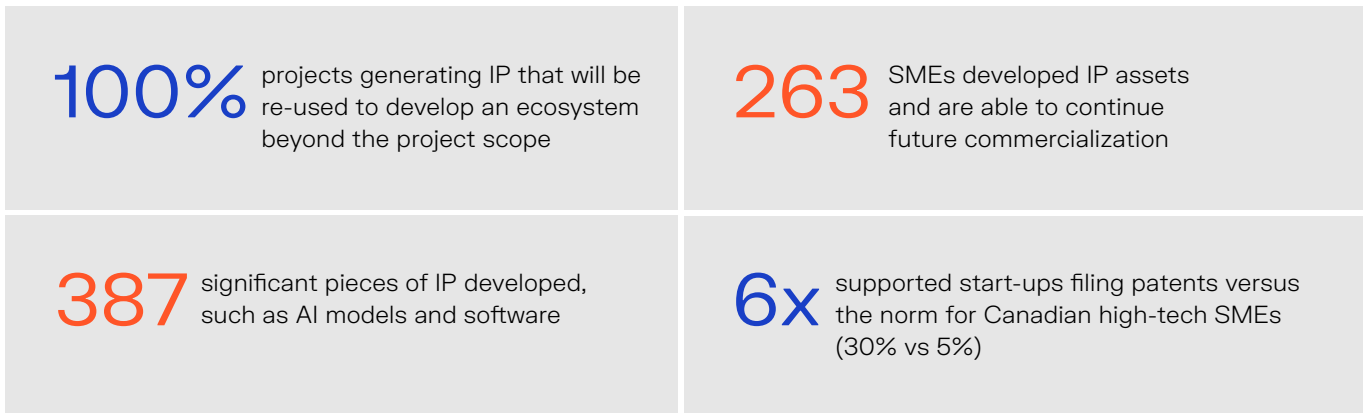 100%
projects generating IP that will be
re-used to develop an ecosystem
beyond the project scope
263
SMEs developed IP assets
and are able to continue
future commercialization
387
significant pieces of IP developed,
such as AI models and software
6x
supported start-ups filing patents versus
the norm for Canadian high-tech SMEs
(30% vs 5%)